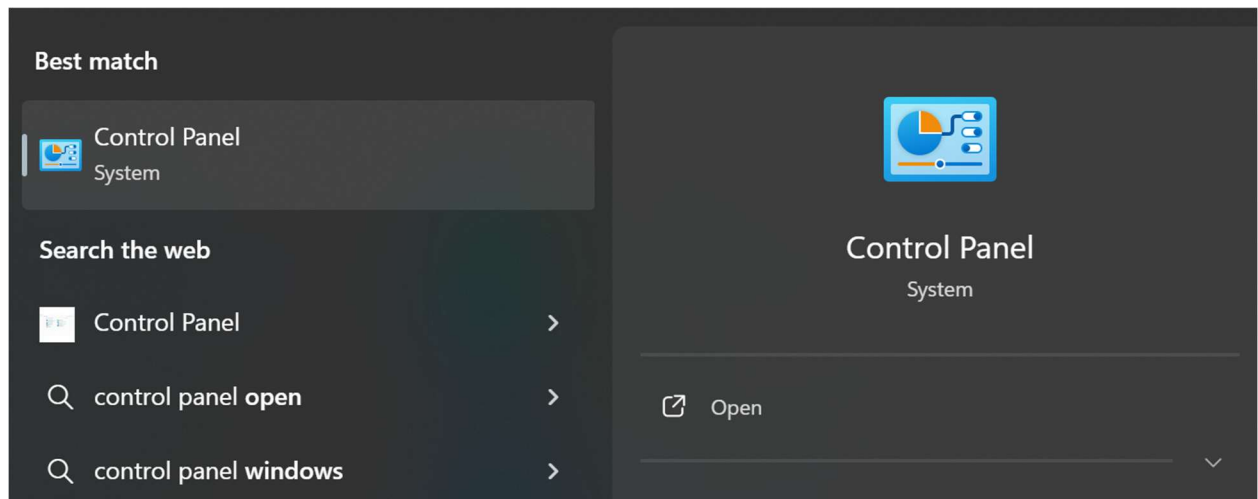 Best match
Control Panel
System
Search the web
Control Panel
control panel open
control panel windows
Control Panel
System
Open